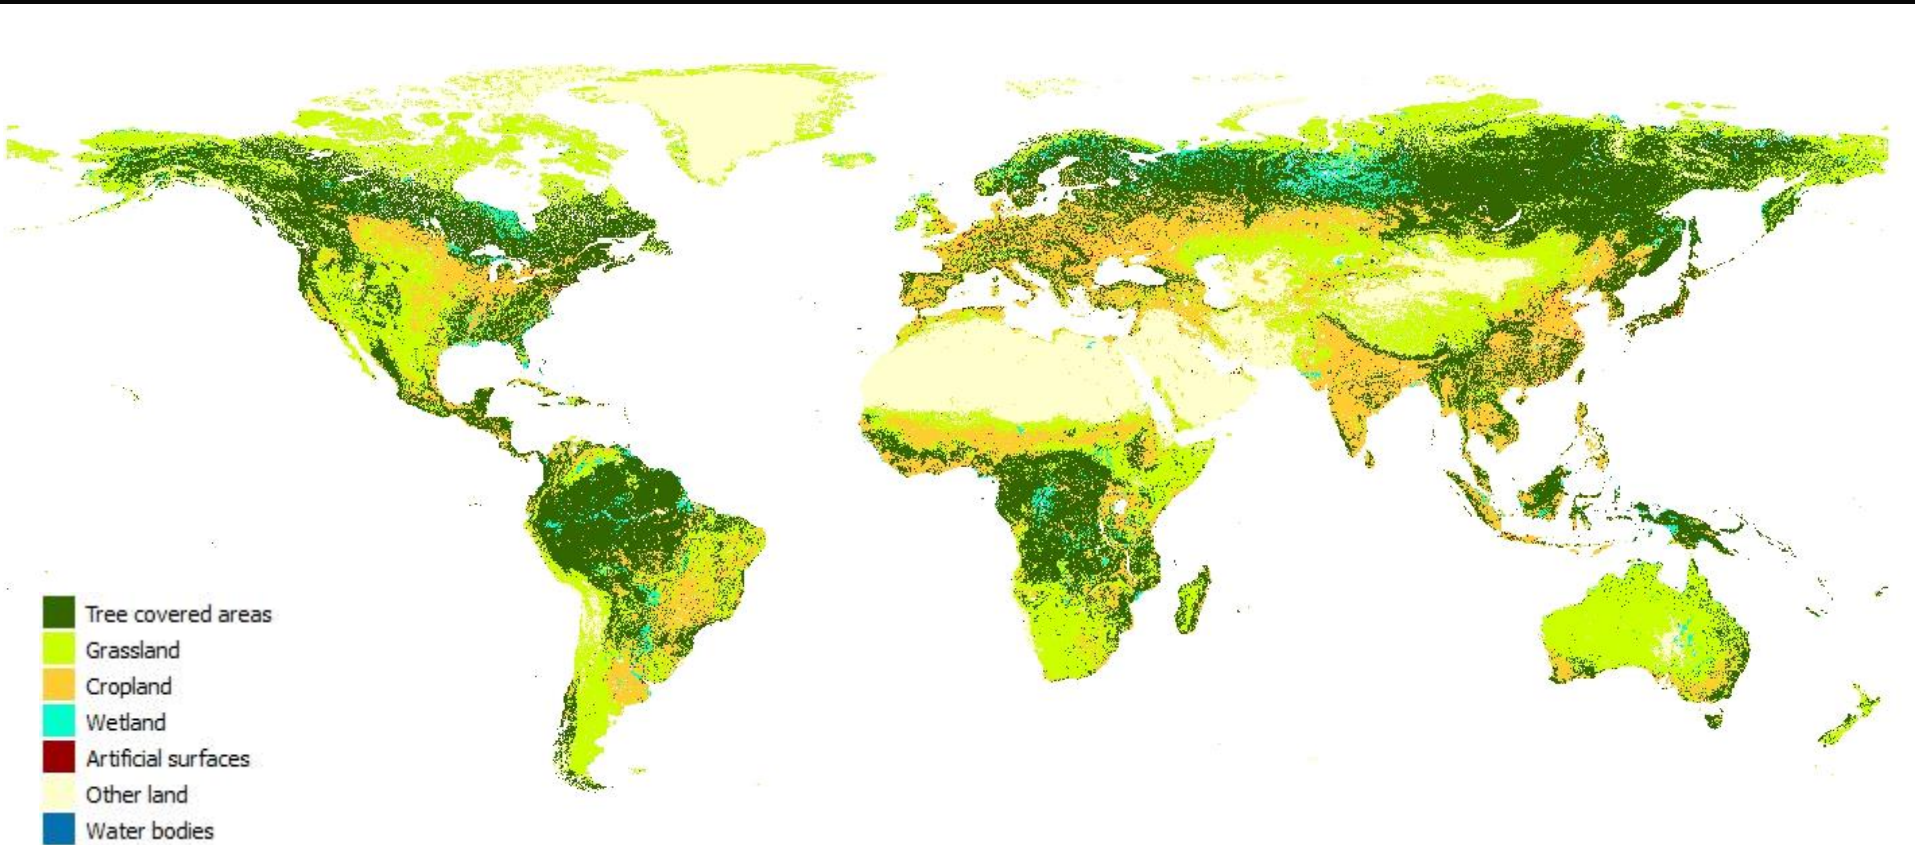 Tree covered areas
Grassland
Cropland
Wetland
Artificial surfaces
Other land
Water bodies